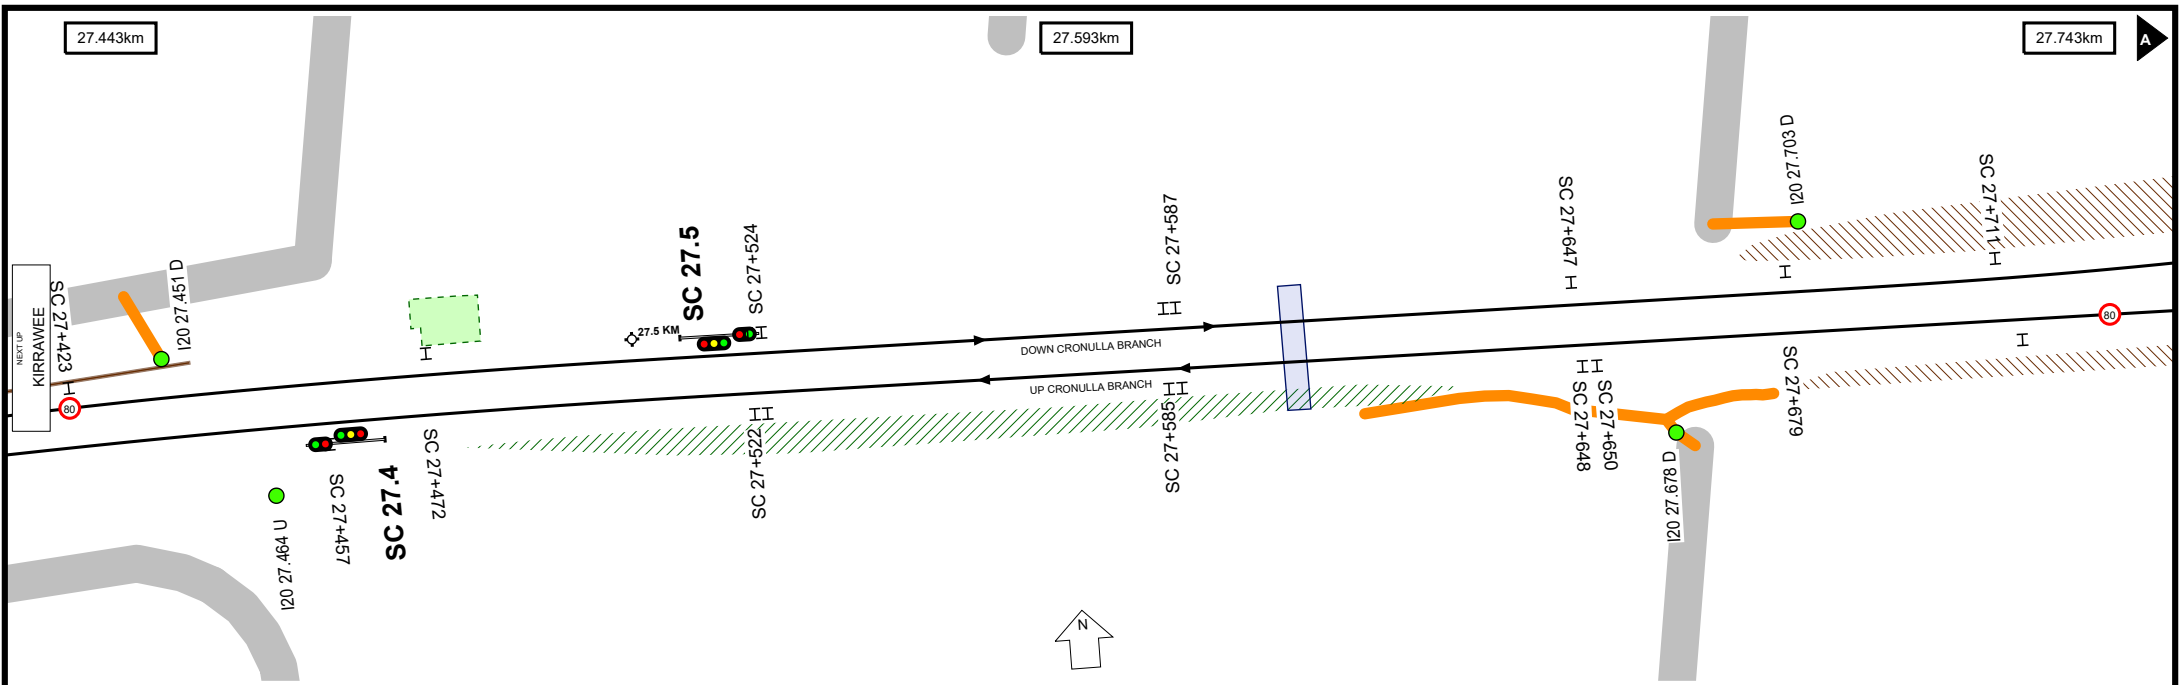 27.443km
27.593km
27.743km
A
I20 27.703 D
SC 27+711
SC 27+647
SC 27+587
SC 27+524
SC 27.5
27.5 KM
I20 27.451 D
SC 27+423
NEXT UP
KIRRAWEE
80
80
DOWN CRONULLA BRANCH
UP CRONULLA BRANCH
SC 27+679
SC 27+650
SC 27+648
I20 27.678 D
SC 27+585
SC 27+522
SC 27+472
SC 27.4
SC 27+457
I20 27.464 U
N